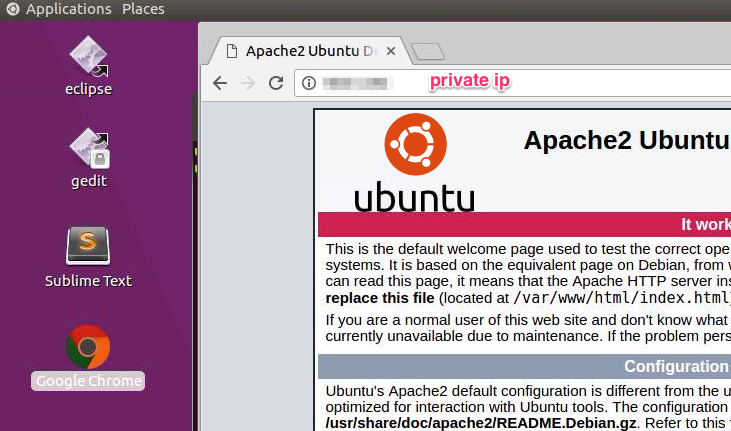 Applications Places
eclipse
gedit
Sublime Text
Google Chrome
Apache2 Ubuntu D
private ip
ubuntu
Apache2 Ubuntu
It work
This is the default welcome page used to test the correct ope
systems. It is based on the equivalent page on Debian, from
can read this page, it means that the Apache HTTP server ins
replace this file (located at /var/www/html/index.html
If you are a normal user of this web site and don't know what
currently unavailable due to maintenance. If the problem pers
Configuration
Ubuntu's Apache2 default configuration is different from the u
optimized for interaction with Ubuntu tools. The configuration
/usr/share/doc/apache2/README.Debian.gz. Refer to this